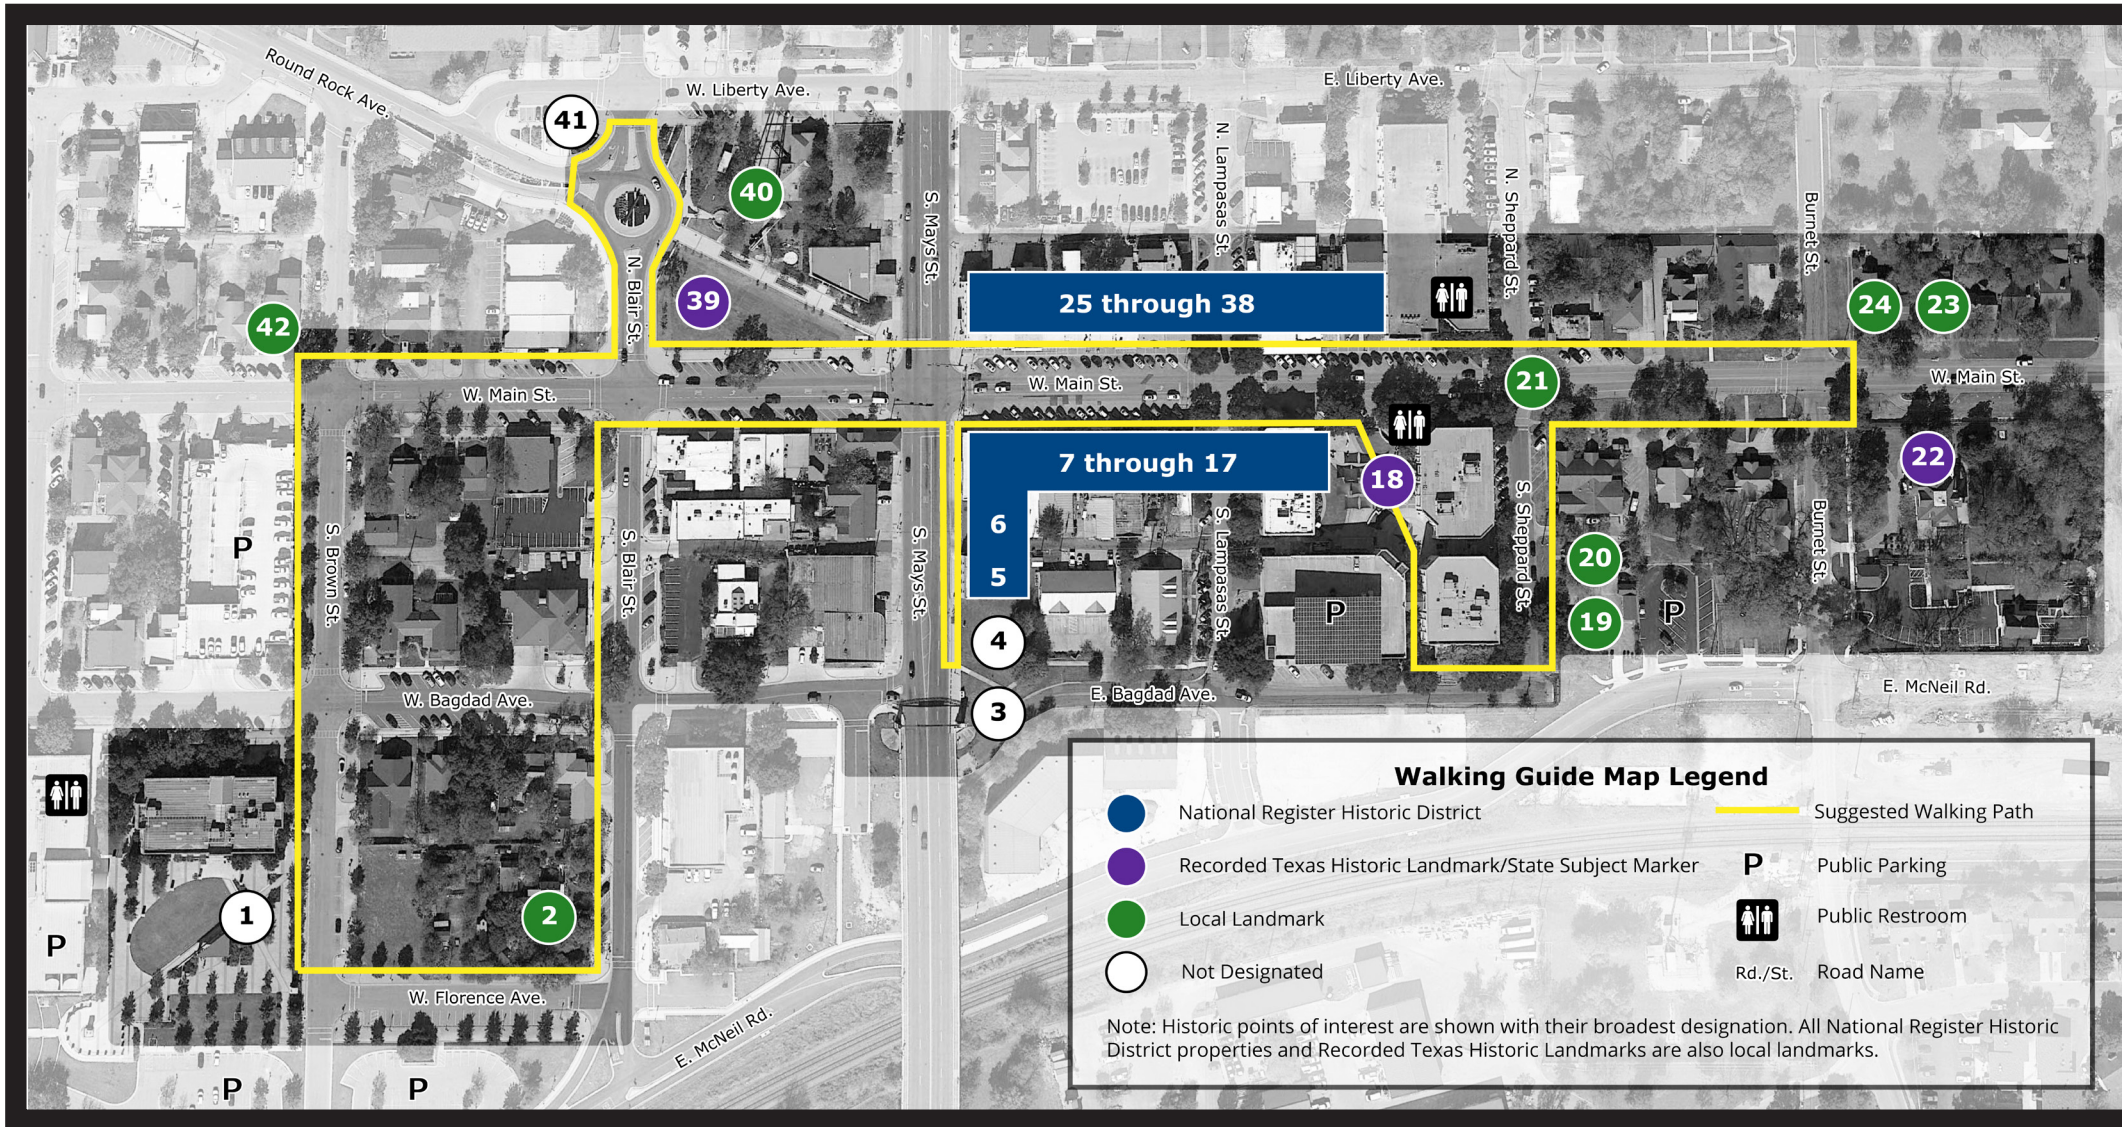 Round Rock Ave.
W. Liberty Ave.
E. Liberty Ave.
41
40
N. Lampasas St.
N. Sheppard St.
Burnet St.
S. Mays St.
N. Blair St.
39
25 through 38
24
23
42
W. Main St.
W. Main St.
W. Main St.
21
7 through 17
18
22
6
5
P
S. Brown St.
S. Blair St.
S. Mays St.
S. Lampasas St.
S. Sheppard St.
Burnet St.
20
19
P
P
4
3
W. Bagdad Ave.
E. Bagdad Ave.
E. McNeil Rd.
1
2
P
W. Florence Ave.
E. McNeil Rd.
P
P
Walking Guide Map Legend
National Register Historic District
Suggested Walking Path
Recorded Texas Historic Landmark/State Subject Marker
P Public Parking
Local Landmark
Public Restroom
Not Designated
Rd./St. Road Name
Note: Historic points of interest are shown with their broadest designation. All National Register Historic
District properties and Recorded Texas Historic Landmarks are also local landmarks.